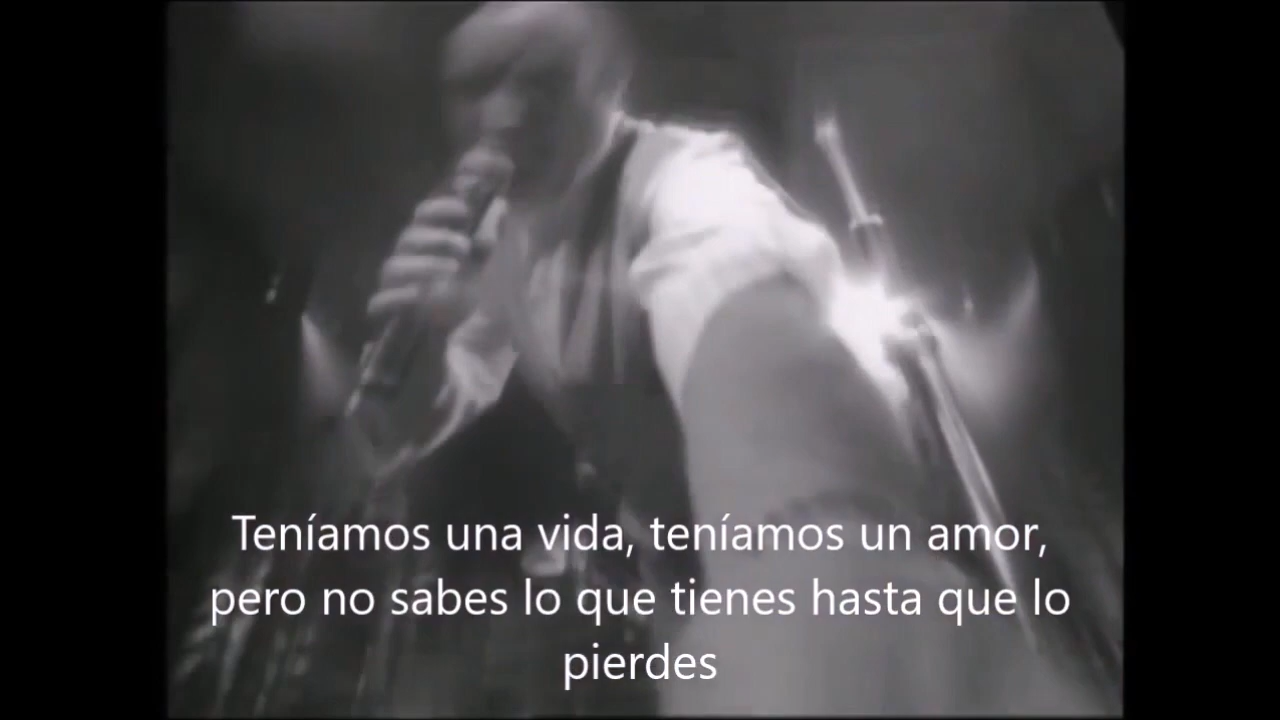 Teníamos una vida, teníamos un amor,
pero no sabes lo que tienes hasta que lo
pierdes